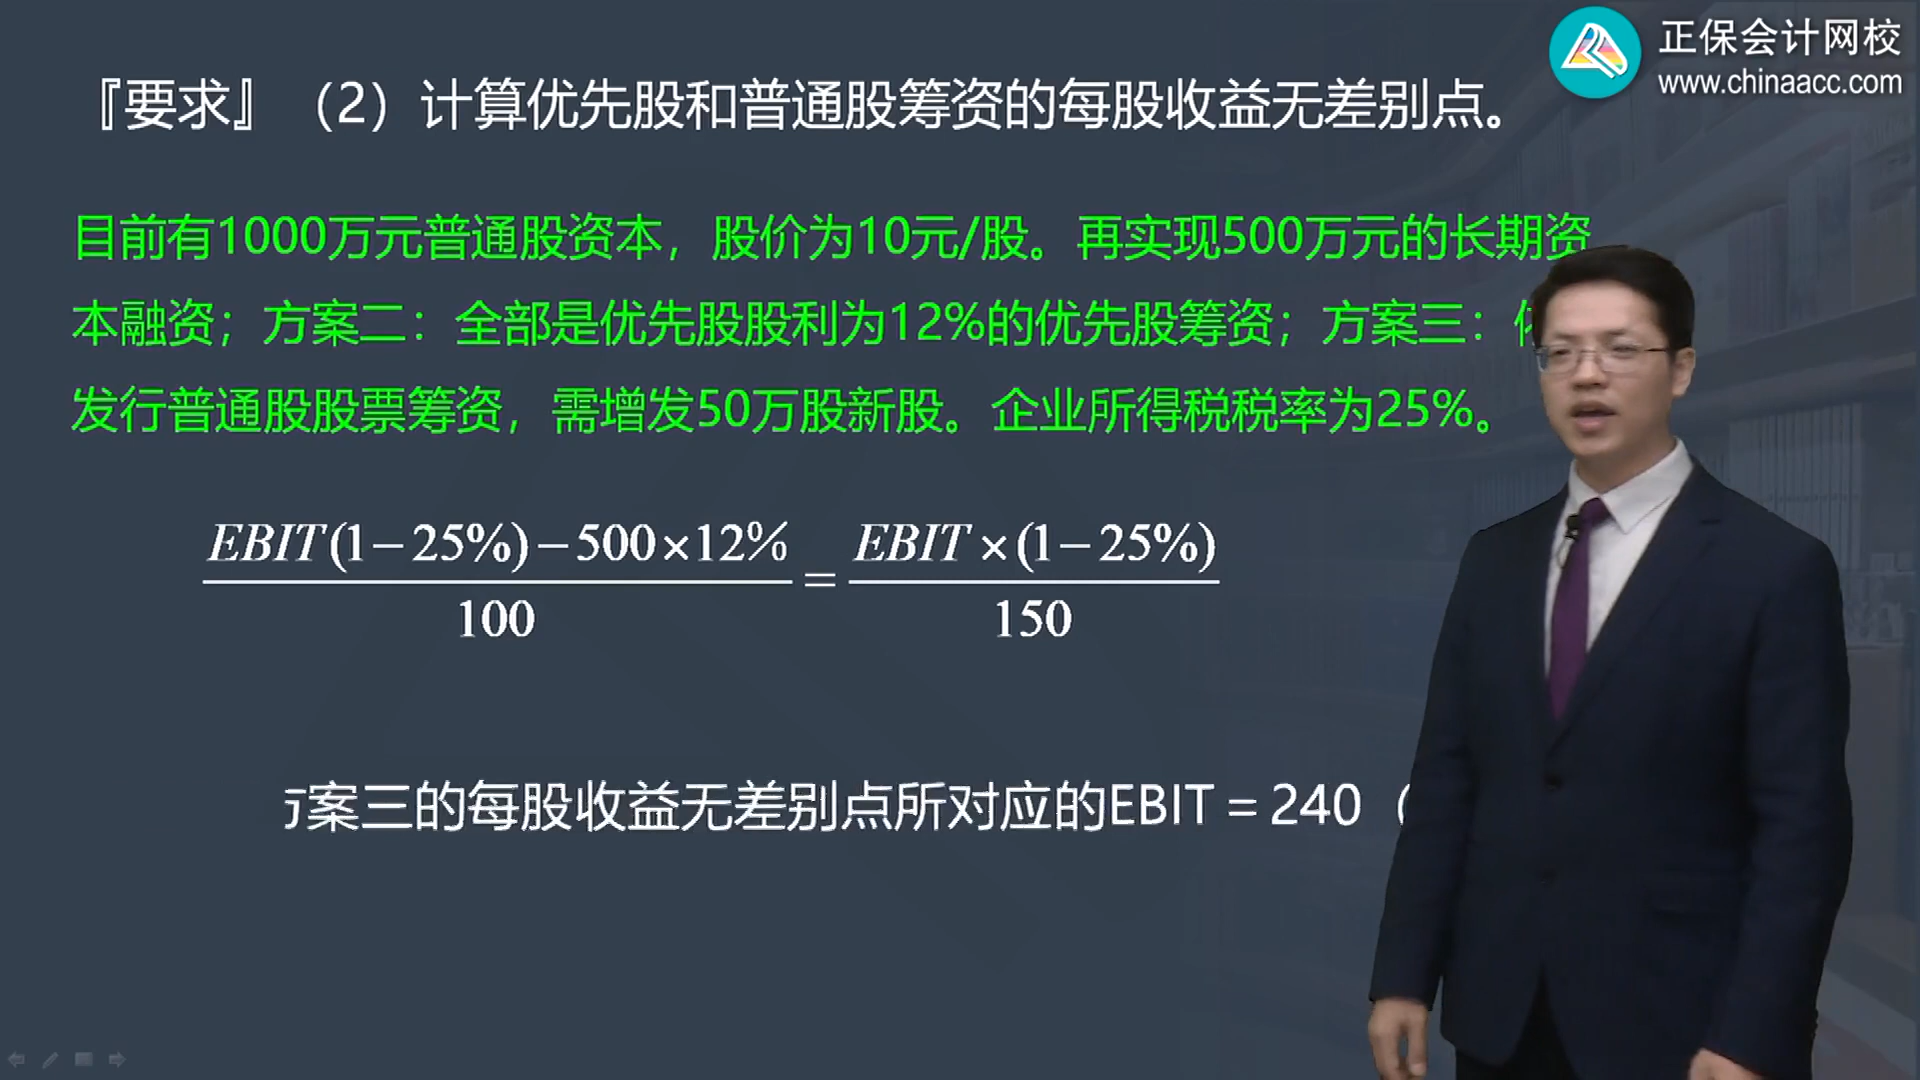 正保会计网校
www.chinaacc.com
『要求』（2）计算优先股和普通股筹资的每股收益无差别点。
目前有1000万元普通股资本，股价为10元/股。再实现500万元的长期资
本融资；方案二：全部是优先股股利为12%的优先股筹资；方案三：
发行普通股股票筹资，需增发50万股新股。企业所得税税率为25%。
EBIT(1−25%)−500×12% / 100 = EBIT×(1−25%) / 150
案三的每股收益无差别点所对应的EBIT＝240（